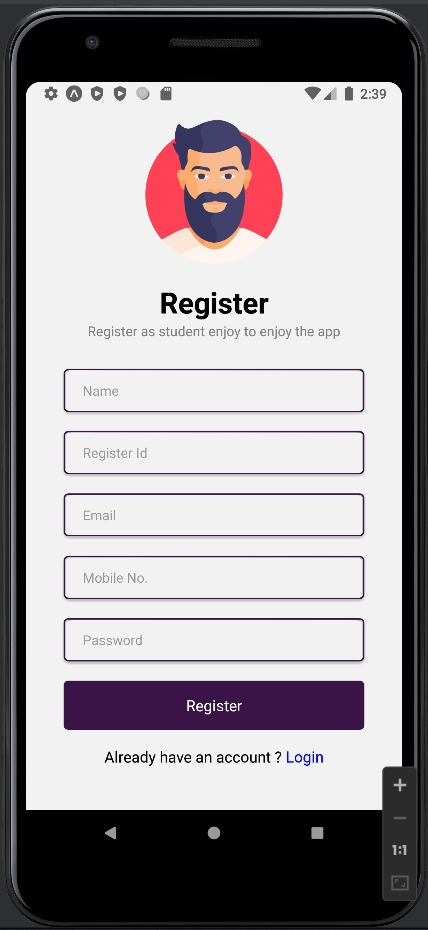 2:39
Register
Register as student enjoy to enjoy the app
Name
Register Id
Email
Mobile No.
Password
Register
Already have an account ? Login
1:1